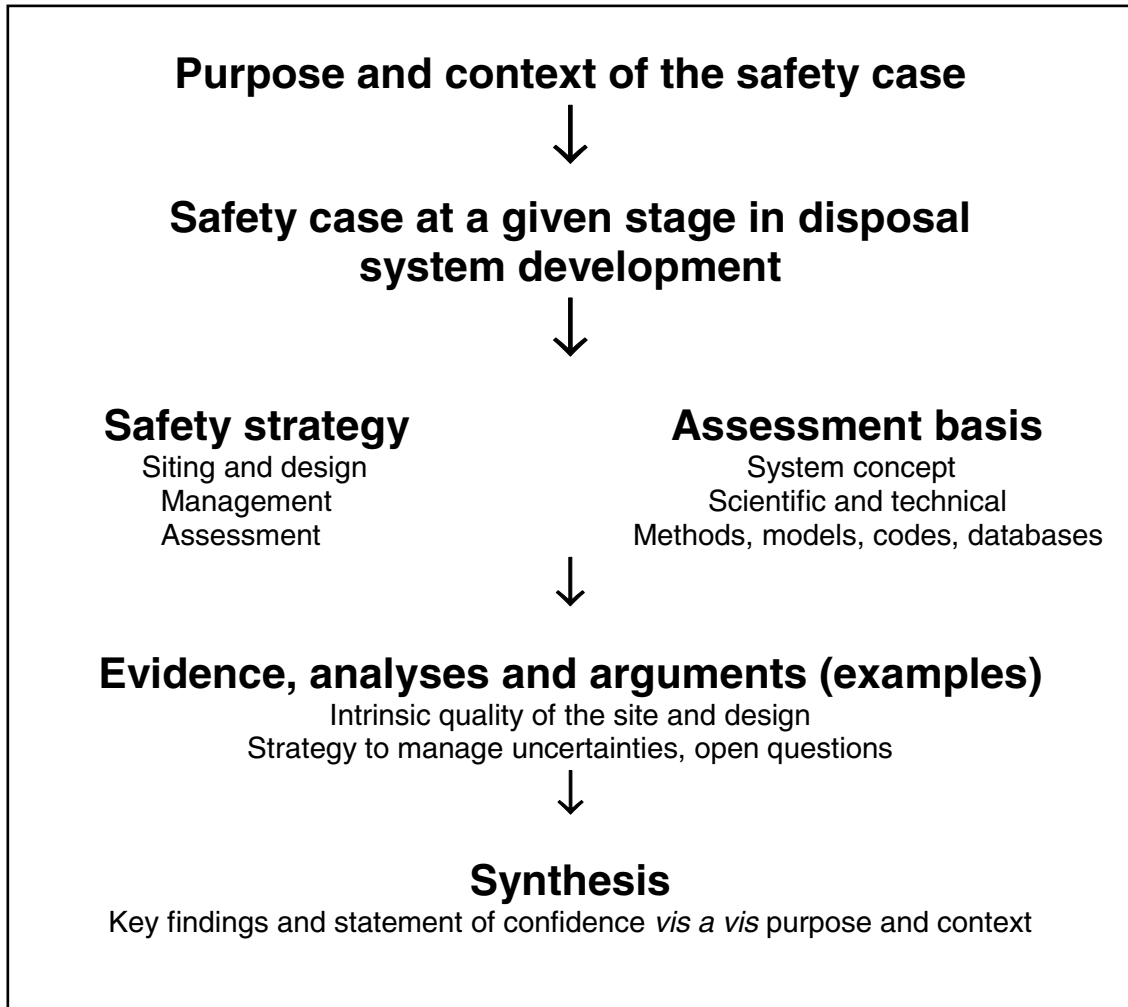 Purpose and context of the safety case
Safety case at a given stage in disposal
system development
Safety strategy
Siting and design
Management
Assessment
Assessment basis
System concept
Scientific and technical
Methods, models, codes, databases
Evidence, analyses and arguments (examples)
Intrinsic quality of the site and design
Strategy to manage uncertainties, open questions
Synthesis
Key findings and statement of confidence vis a vis purpose and context